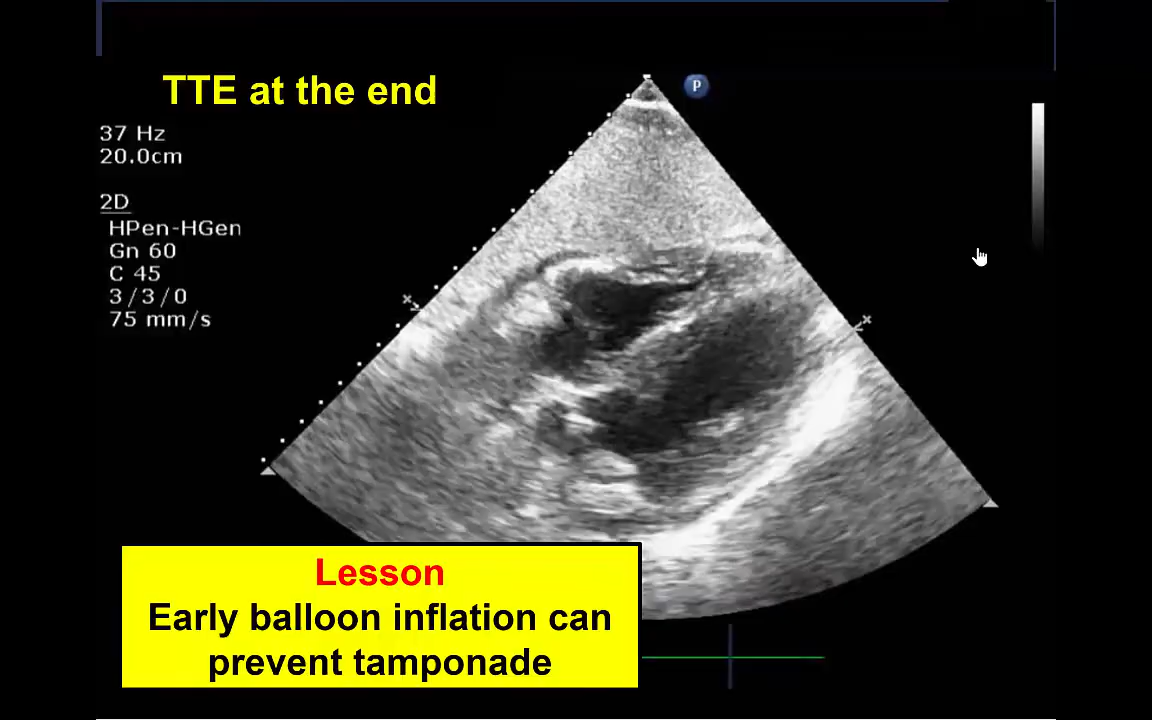 TTE at the end
P
37 Hz
20.0cm
2D
HPen-HGen
Gn 60
C 45
3/3/0
75 mm/s
Lesson
Early balloon inflation can
prevent tamponade